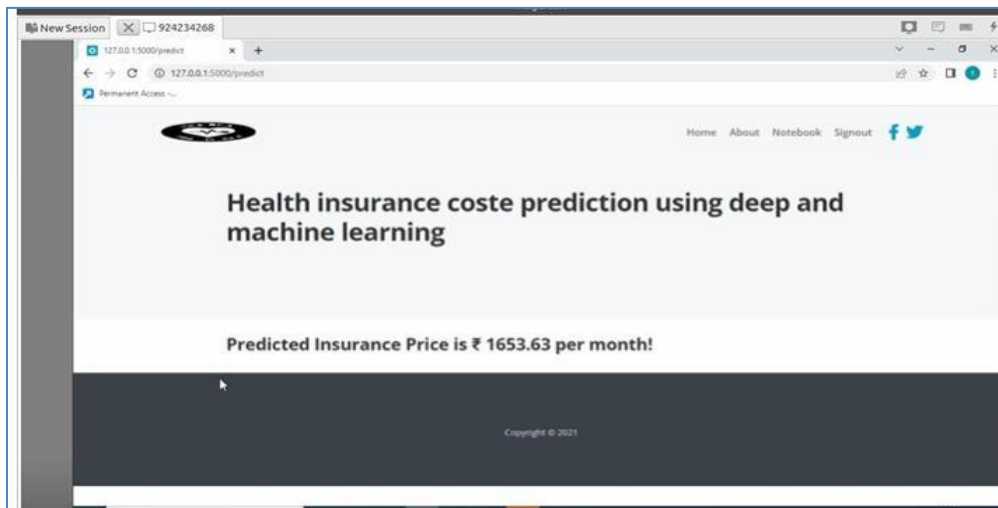 New Session
924234268
127.0.0.1:5000/predict
127.0.0.1:5000/predict
Permanent Access -...
Home About Notebook Signout
Health insurance coste prediction using deep and
machine learning
Predicted Insurance Price is ₹ 1653.63 per month!
Copyright © 2021